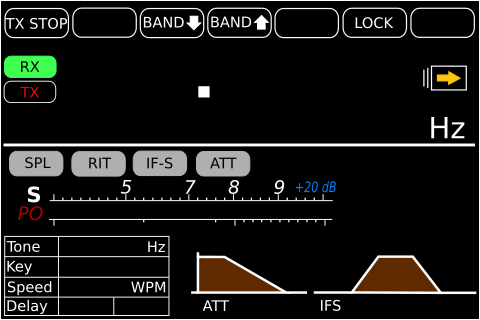 TX STOP BAND BAND LOCK
RX
TX
Hz
SPL RIT IF-S ATT
S 5 7 8 9 +20 dB
PO
Tone Hz
Key
Speed WPM
Delay
ATT IFS